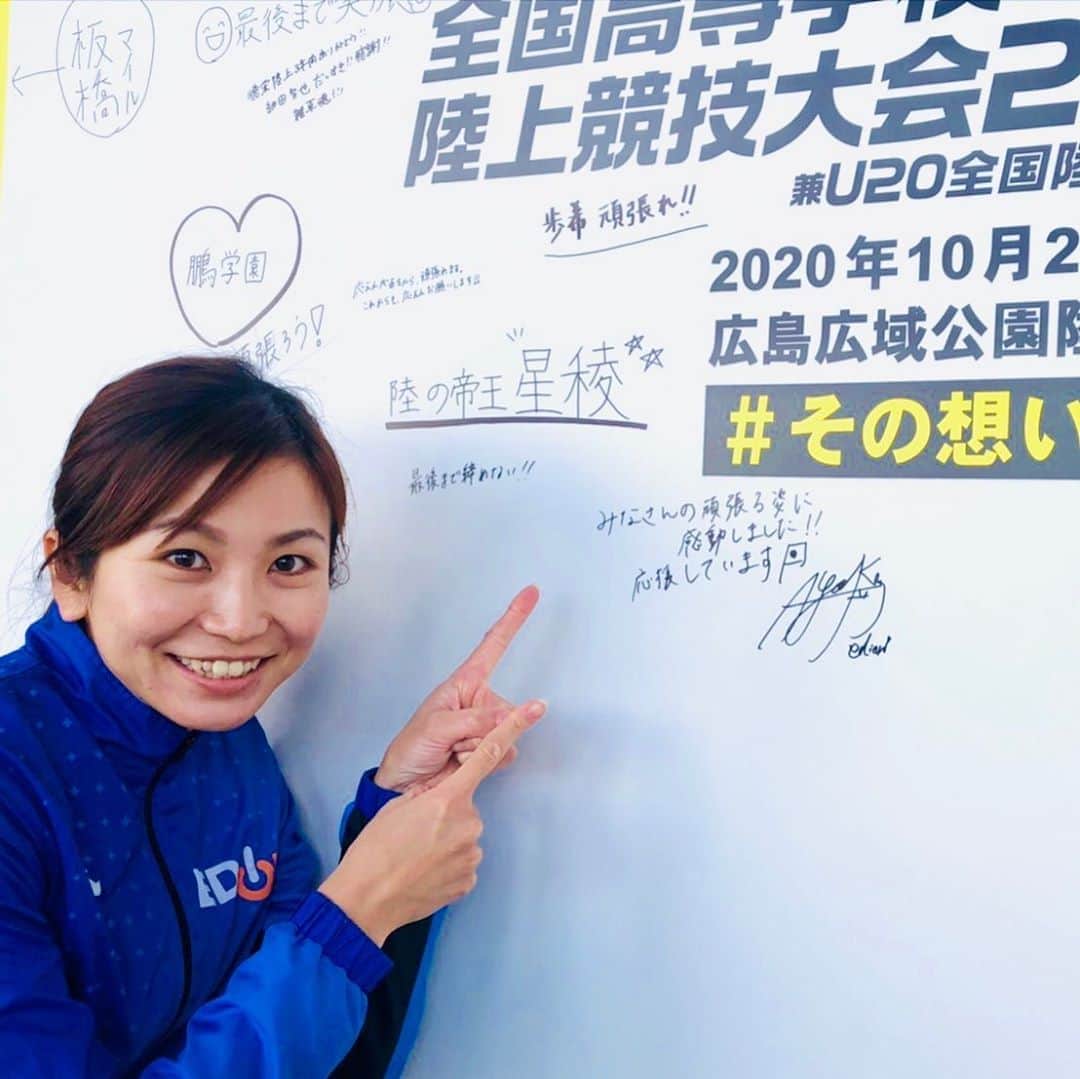 マイル
板橋
最後まで
全国高等学校
陸上競技大会2
兼U20全国陸
歩希 頑張れ!!
鵬学園
頑張ろう!
2020年10月2
広島広域公園陸
陸の帝王 星稜
#その想い
最後まで諦めない!!
みなさんの頑張る姿に
感動しました!!
応援しています
edion
EDION